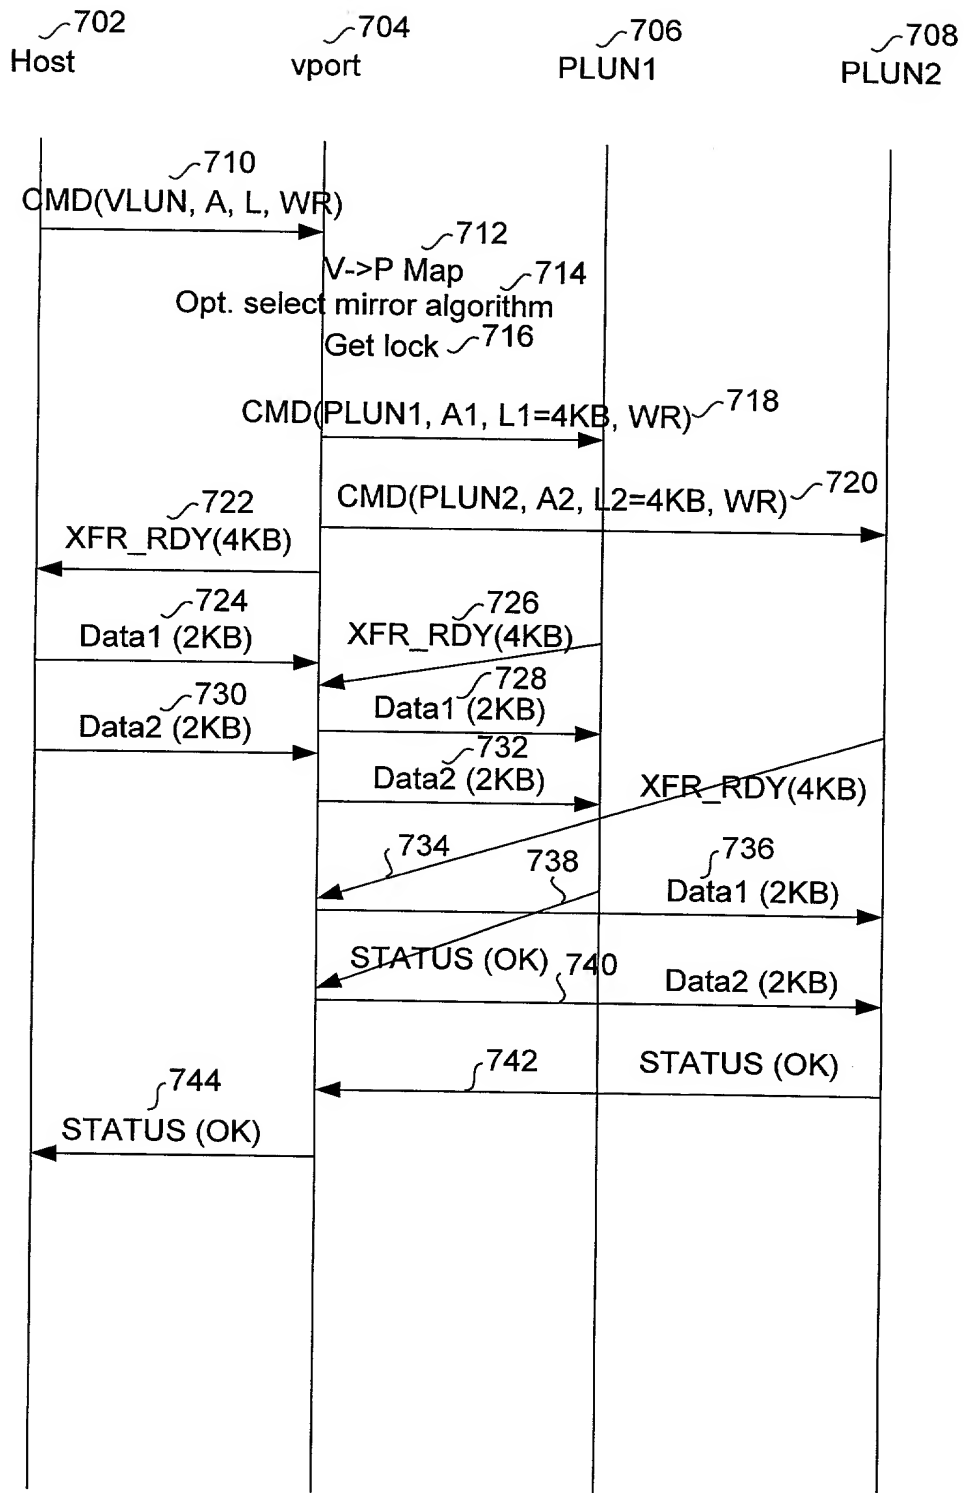 702
704
706
708
Host
vport
PLUN1
PLUN2
710
CMD(VLUN, A, L, WR)
712
V->P Map
714
Opt. select mirror algorithm
Get lock 716
CMD(PLUN1, A1, L1=4KB, WR) 718
CMD(PLUN2, A2, L2=4KB, WR) 720
722
XFR_RDY(4KB)
724
Data1 (2KB)
726
XFR_RDY(4KB)
728
Data1 (2KB)
730
Data2 (2KB)
732
Data2 (2KB)
XFR_RDY(4KB)
734
738
736
Data1 (2KB)
STATUS (OK)
740
Data2 (2KB)
742
STATUS (OK)
744
STATUS (OK)